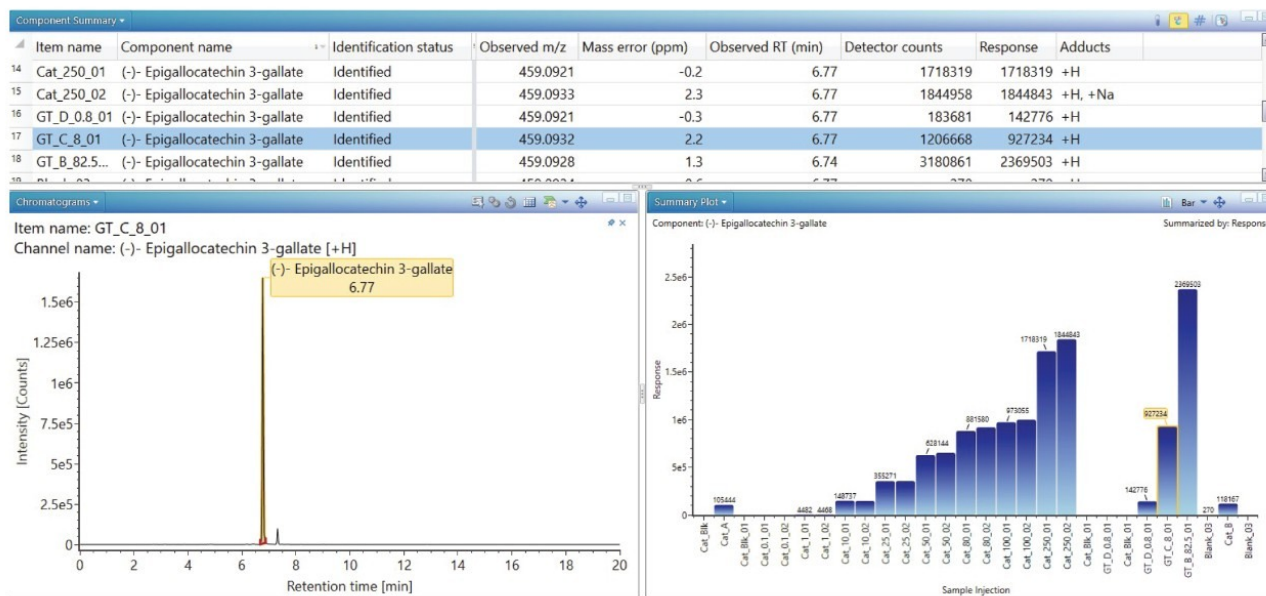 Component Summary
Item name Component name Identification status Observed m/z Mass error (ppm) Observed RT (min) Detector counts Response Adducts
14 Cat_250_01 (-)- Epigallocatechin 3-gallate Identified 459.0921 -0.2 6.77 1718319 1718319 +H
15 Cat_250_02 (-)- Epigallocatechin 3-gallate Identified 459.0933 2.3 6.77 1844958 1844843 +H, +Na
16 GT_D_0.8_01 (-)- Epigallocatechin 3-gallate Identified 459.0921 -0.3 6.77 183681 142776 +H
17 GT_C_8_01 (-)- Epigallocatechin 3-gallate Identified 459.0932 2.2 6.77 1206668 927234 +H
18 GT_B_82.5... (-)- Epigallocatechin 3-gallate Identified 459.0928 1.3 6.74 3180861 2369503 +H
Chromatograms
Item name: GT_C_8_01
Channel name: (-)- Epigallocatechin 3-gallate [+H]
(-)- Epigallocatechin 3-gallate
6.77
Intensity [Counts]
1.5e6
1.25e6
1e6
7.5e5
5e5
2.5e5
0
0 2 4 6 8 10 12 14 16 18 20
Retention time [min]
Summary Plot Bar
Component: (-)- Epigallocatechin 3-gallate Summarized by: Respons
Response
2.5e6
2e6
1.5e6
1e6
5e5
0
105444
4482
4468
148737
355271
628144
881580
973055
1718319
1844843
142776
927234
2369503
270
118167
Cat_Blk
Cat_A
Cat_Blk_01
Cat_0.1_01
Cat_0.1_02
Cat_1_01
Cat_1_02
Cat_10_01
Cat_10_02
Cat_25_01
Cat_25_02
Cat_50_01
Cat_50_02
Cat_80_01
Cat_80_02
Cat_100_01
Cat_100_02
Cat_250_01
Cat_250_02
Cat_Blk_01
GT_D_0.8_01
Cat_Blk_01
GT_D_0.8_01
GT_C_8_01
GT_B_82.5_01
Blank_03
Cat_B
Blank_03
Sample Injection